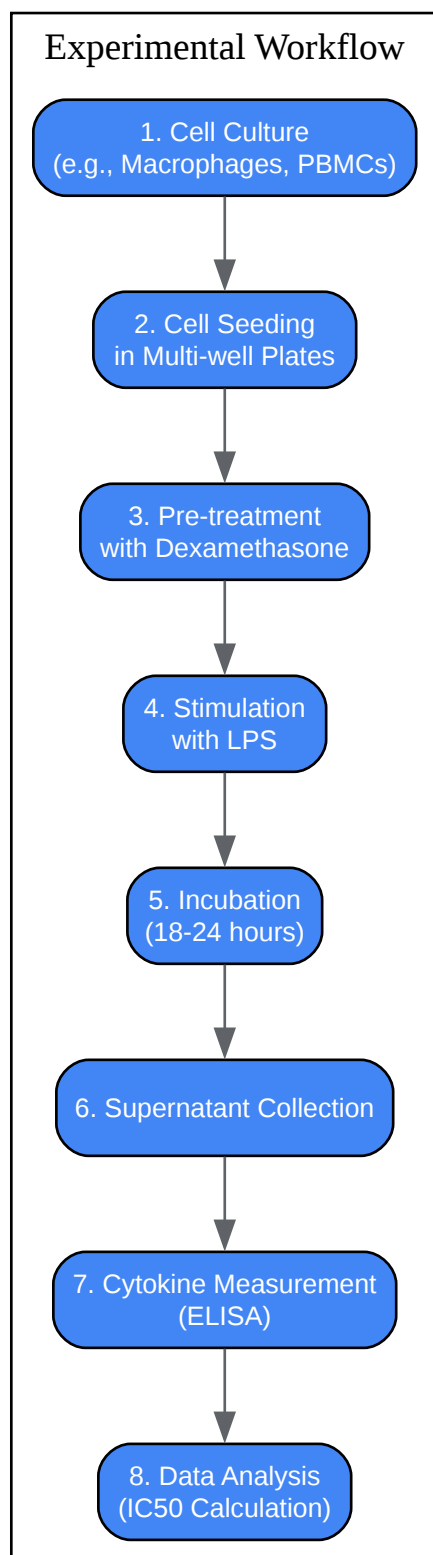 Experimental Workflow
1. Cell Culture
(e.g., Macrophages, PBMCs)
2. Cell Seeding
in Multi-well Plates
3. Pre-treatment
with Dexamethasone
4. Stimulation
with LPS
5. Incubation
(18-24 hours)
6. Supernatant Collection
7. Cytokine Measurement
(ELISA)
8. Data Analysis
(IC50 Calculation)